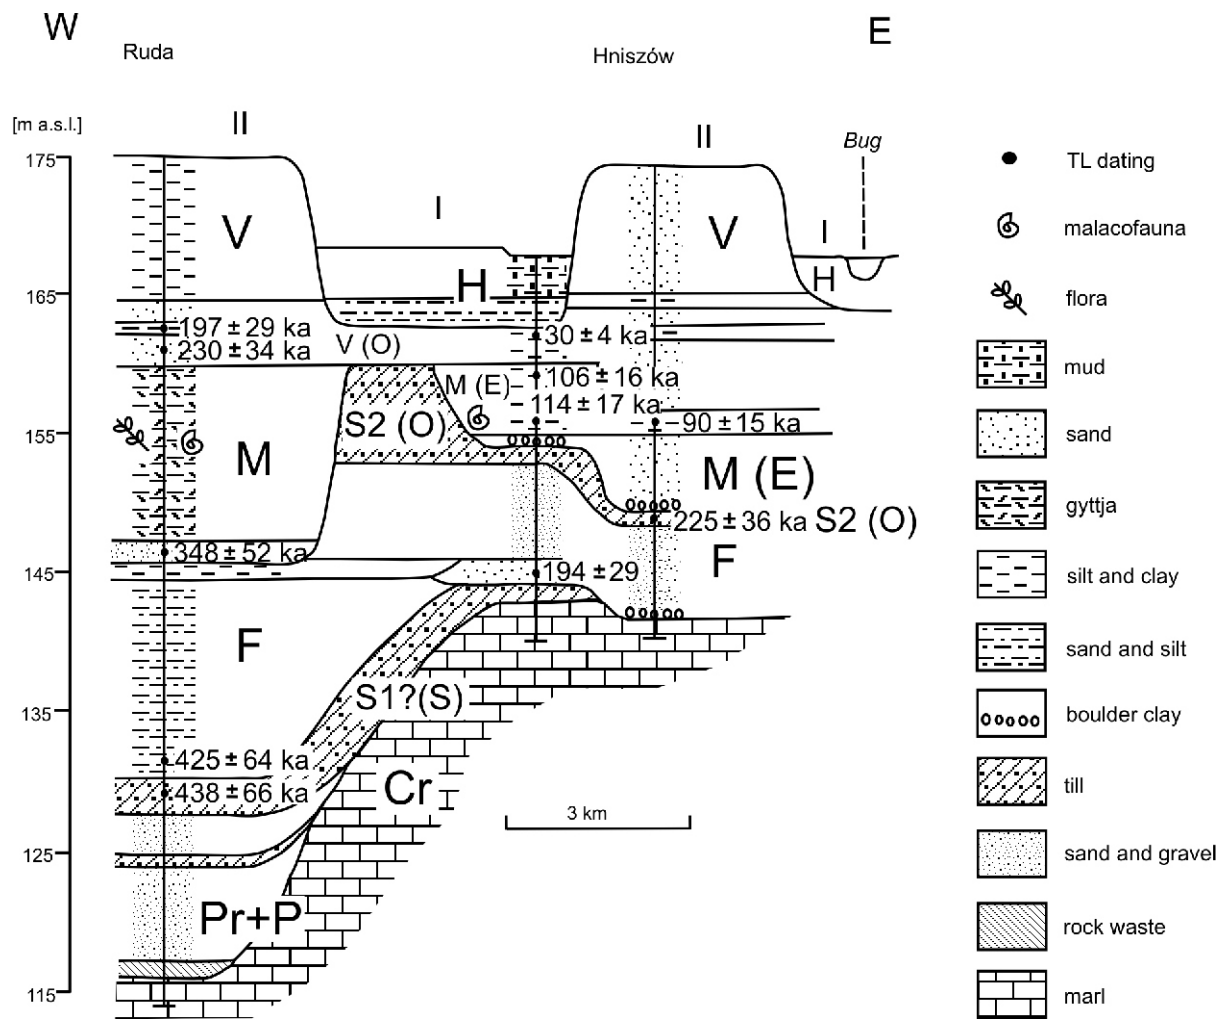 W
E
Ruda
Hniszów
[m a.s.l.]
II
II
Bug
I
I
175
165
155
145
135
125
115
V
V
H
H
197 ± 29 ka
230 ± 34 ka
V (O)
30 ± 4 ka
106 ± 16 ka
114 ± 17 ka
90 ± 15 ka
M (E)
S2 (O)
M
M (E)
225 ± 36 ka S2 (O)
348 ± 52 ka
194 ± 29
F
F
S1?(S)
425 ± 64 ka
438 ± 66 ka
Cr
3 km
Pr+P
TL dating
malacofauna
flora
mud
sand
gyttja
silt and clay
sand and silt
boulder clay
till
sand and gravel
rock waste
marl